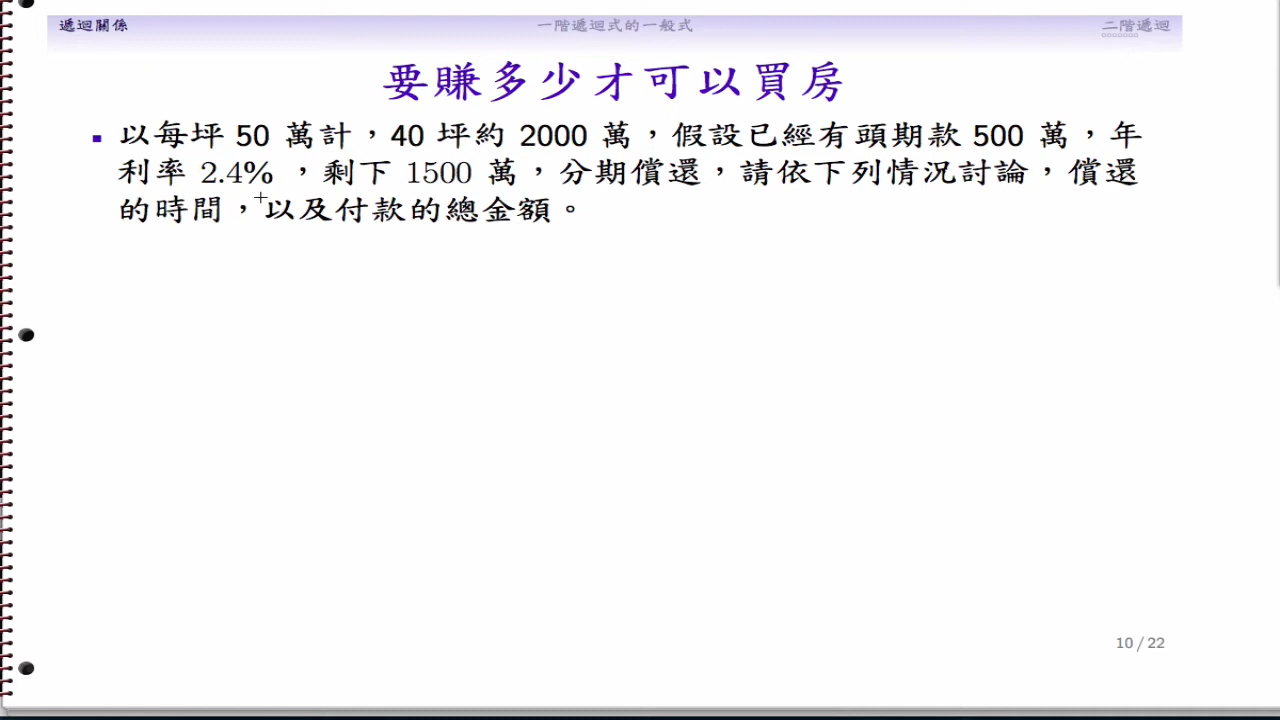 遞迴關係 一階遞迴式的一般式 二階遞迴
要賺多少才可以買房
以每坪 50 萬計，40 坪約 2000 萬，假設已經有頭期款 500 萬，年
利率 2.4% ，剩下 1500 萬，分期償還，請依下列情況討論，償還
的時間，以及付款的總金額。
10 / 22